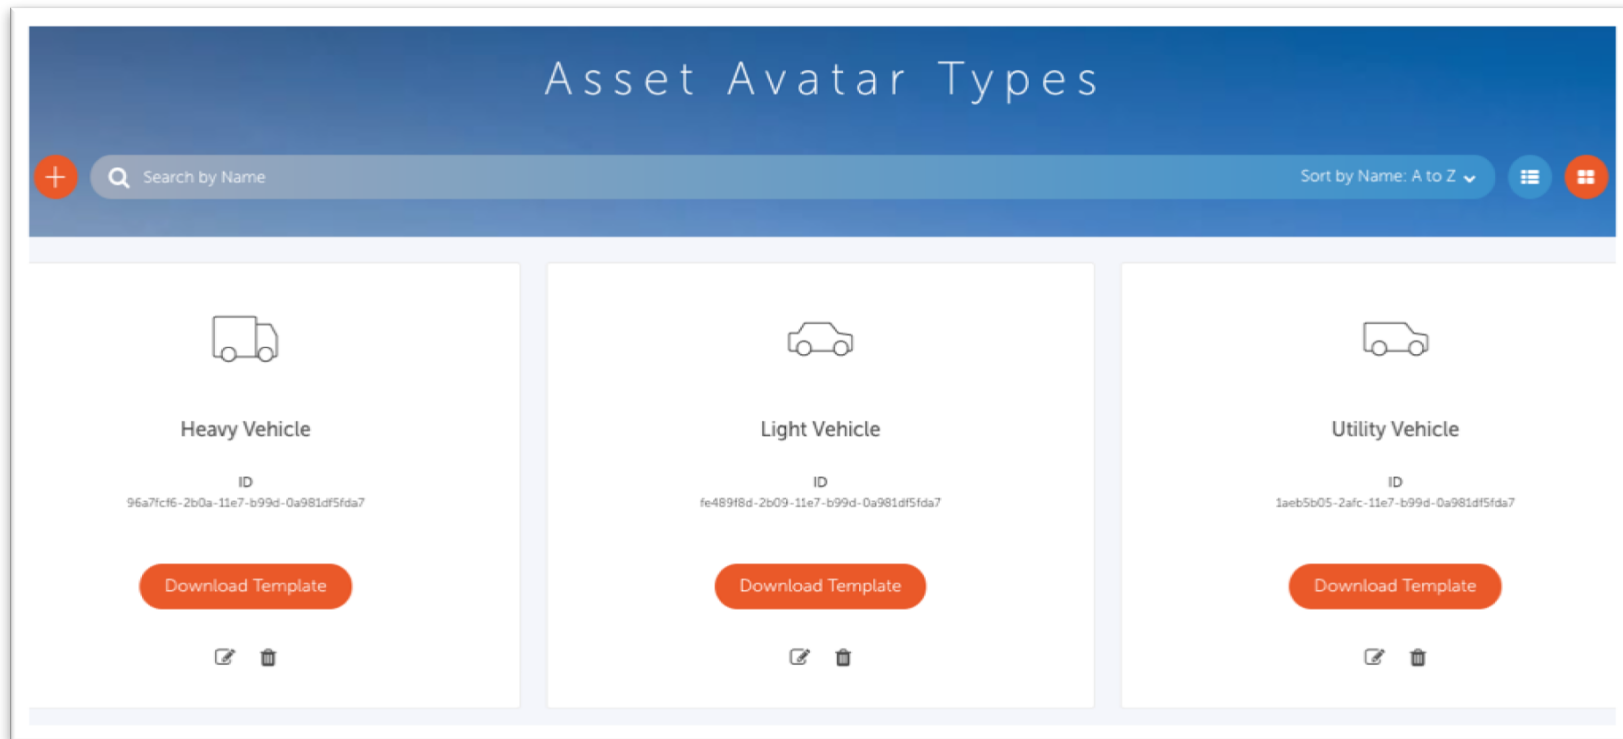 Asset Avatar Types
Search by Name
Sort by Name: A to Z
Heavy Vehicle
ID
96a7fcf6-2b0a-11e7-b99d-0a981df5fda7
Download Template
Light Vehicle
ID
fe489f8d-2b09-11e7-b99d-0a981df5fda7
Download Template
Utility Vehicle
ID
1aeb5b05-2afc-11e7-b99d-0a981df5fda7
Download Template